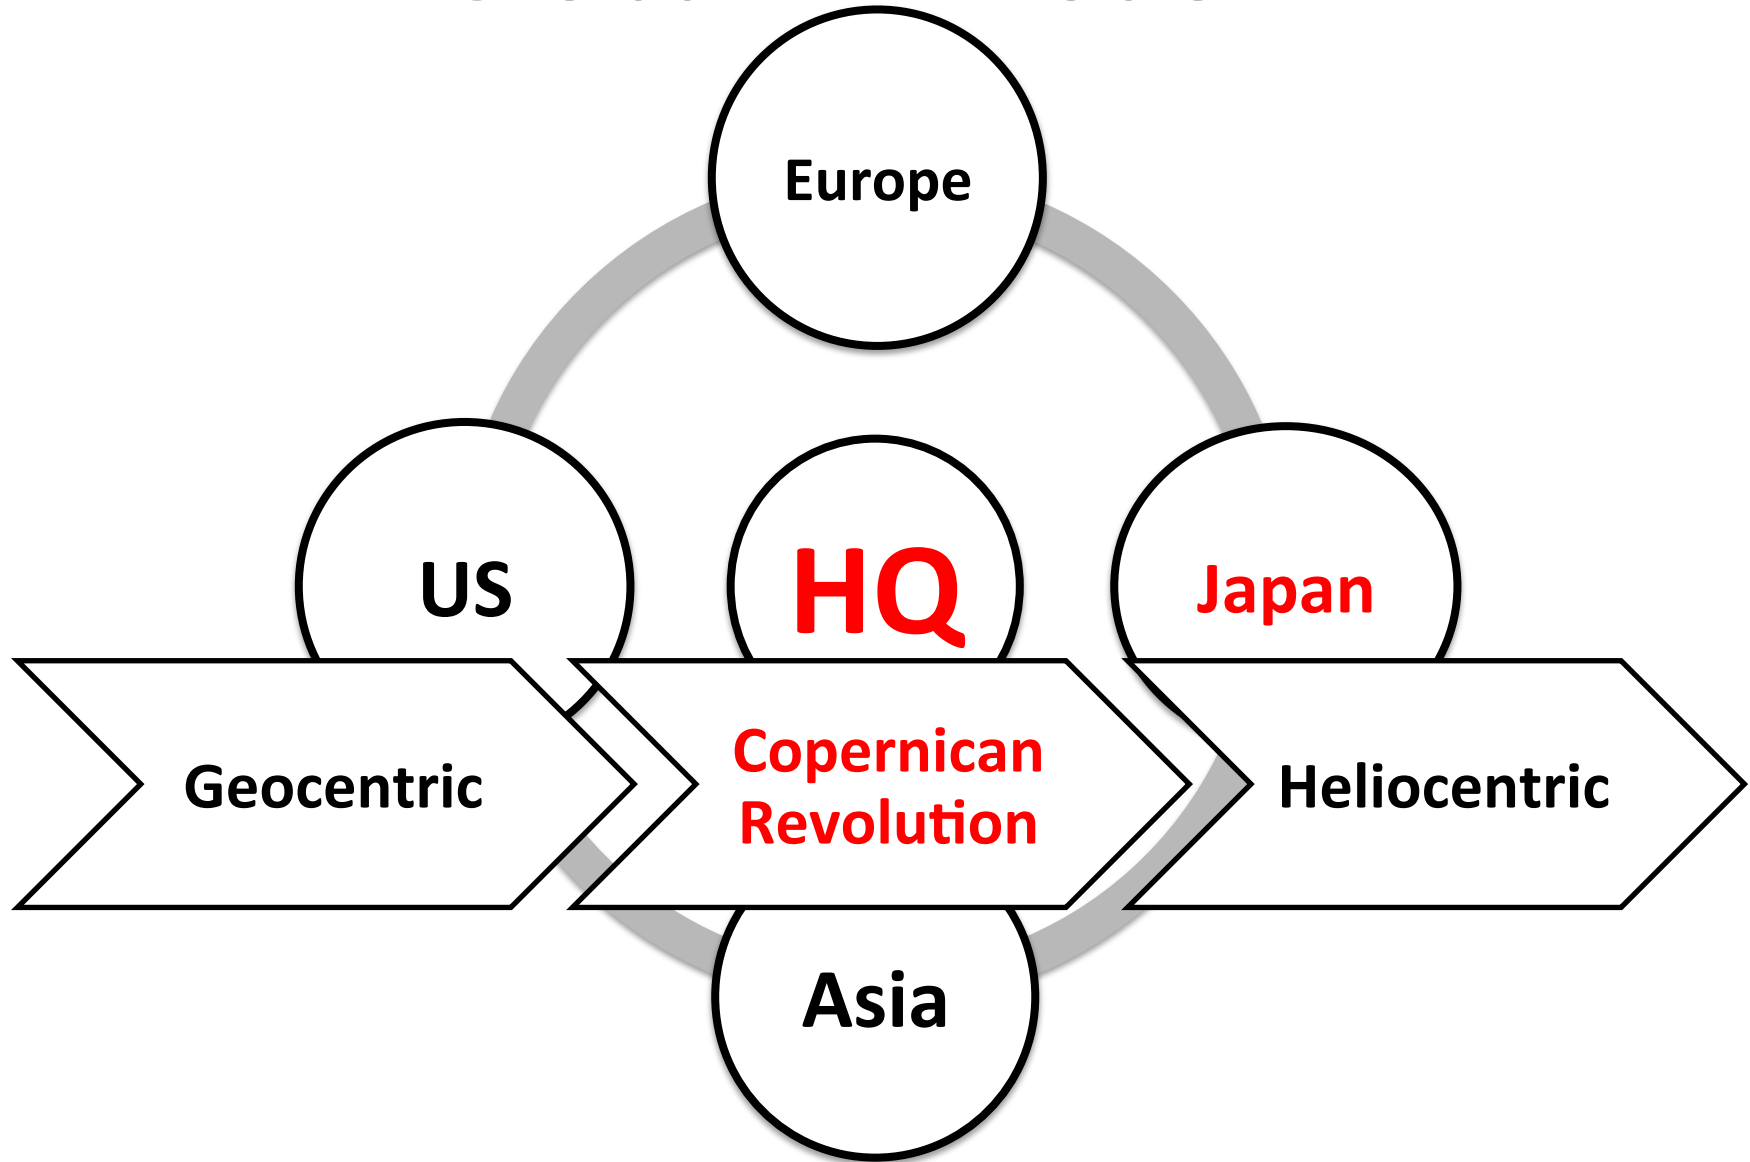 Europe
US
HQ
Japan
Geocentric
Copernican
Revolution
Heliocentric
Asia